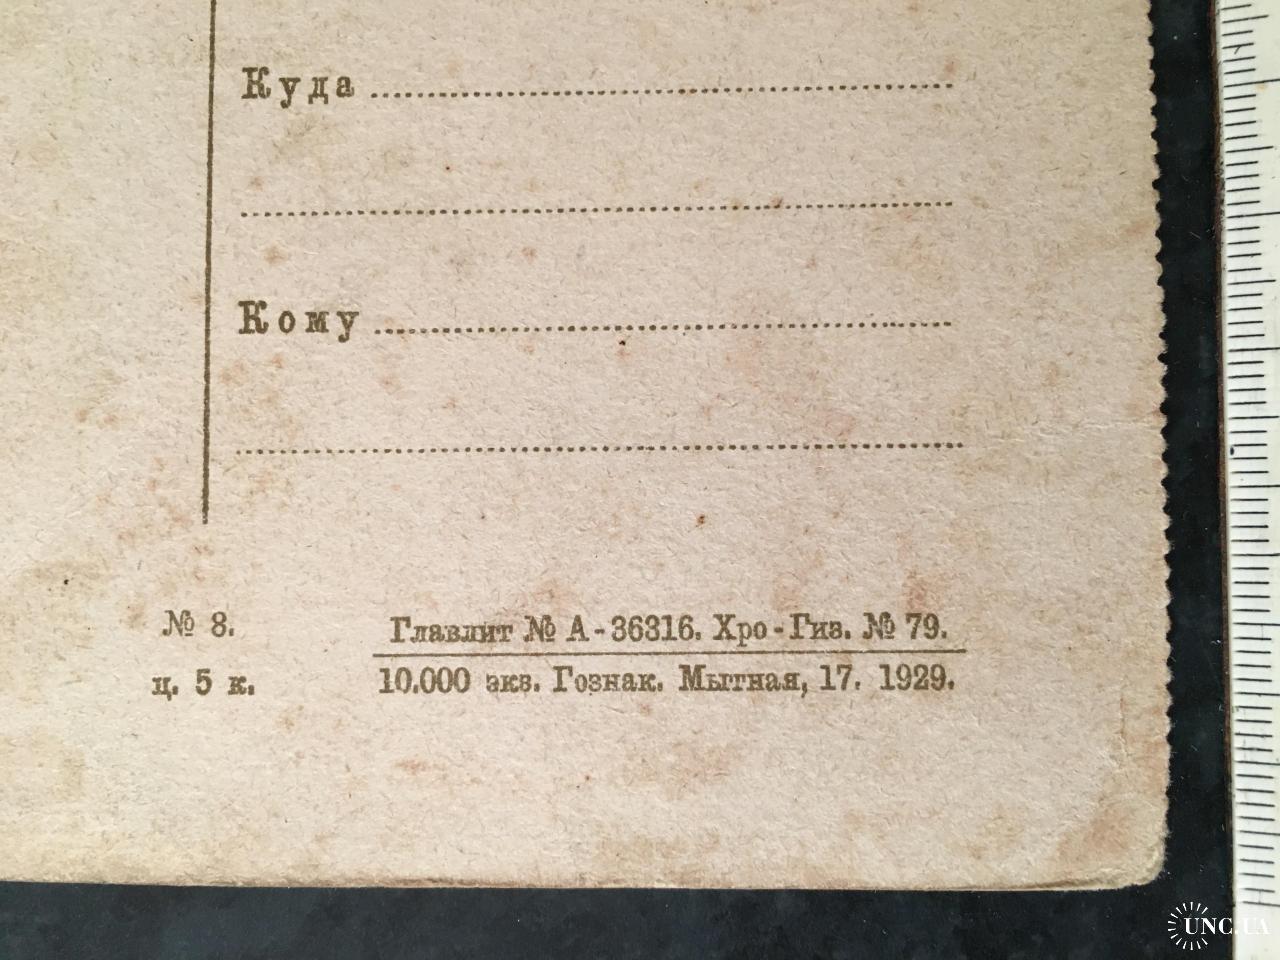 Куда
Кому
№ 8.
ц. 5 к.
Главлит № А-36316. Хро-Гиз. № 79.
10.000 экз. Гознак. Мытная, 17. 1929.
UNC.UA